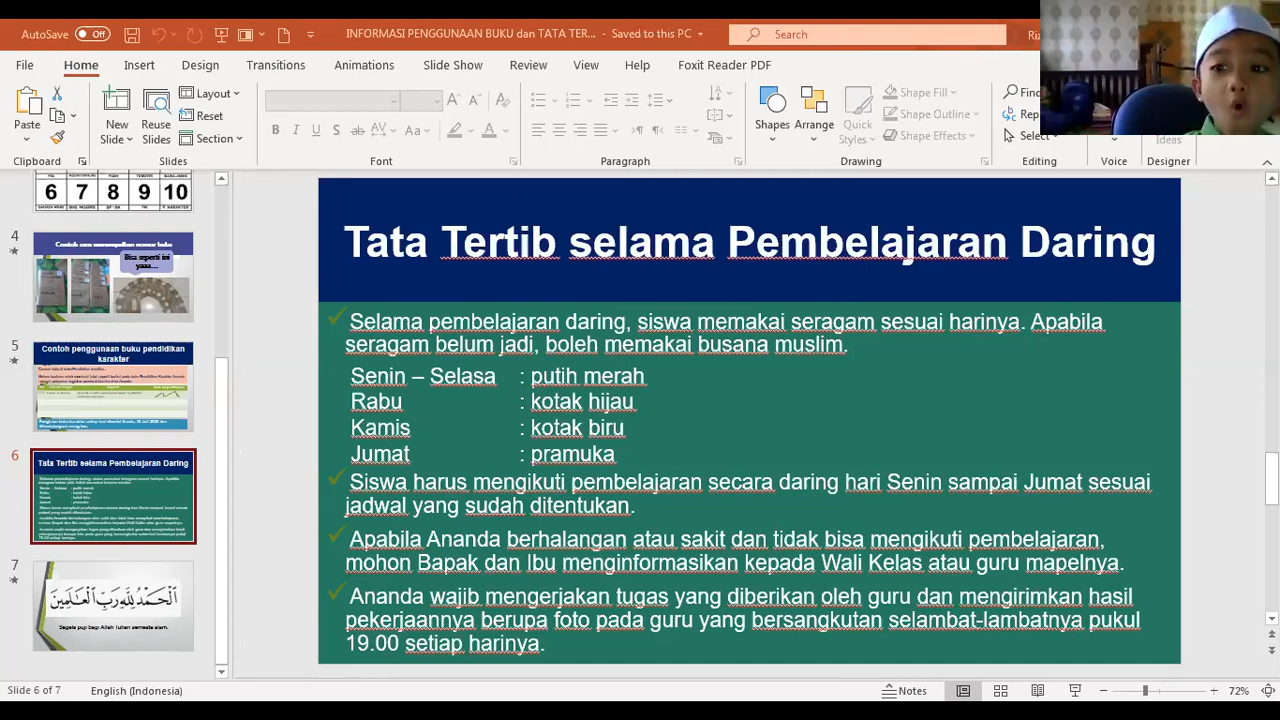 AutoSave Off INFORMASI PENGGUNAAN BUKU dan TATA TER... - Saved to this PC Search
File Home Insert Design Transitions Animations Slide Show Review View Help Foxit Reader PDF
Paste New Slide Reuse Slides Layout Reset Section Shapes Arrange Quick Styles Shape Fill Shape Outline Shape Effects Select Ideas
Clipboard Slides Font Paragraph Drawing Editing Voice Designer
6 7 8 9 10
4
Contoh cara menempelkan nomor buku
Bisa seperti ini
yaaa...
5
Contoh penggunaan buku pendidikan
karakter
6
Tata Tertib selama Pembelajaran Daring
7
الْحَمْدُ لِلَّهِ رَبِّ الْعَالَمِينَ
Segala puji bagi Allah Tuhan semesta alam.
Tata Tertib selama Pembelajaran Daring
Selama pembelajaran daring, siswa memakai seragam sesuai harinya. Apabila
seragam belum jadi, boleh memakai busana muslim.
Senin – Selasa : putih merah
Rabu : kotak hijau
Kamis : kotak biru
Jumat : pramuka
Siswa harus mengikuti pembelajaran secara daring hari Senin sampai Jumat sesuai
jadwal yang sudah ditentukan.
Apabila Ananda berhalangan atau sakit dan tidak bisa mengikuti pembelajaran,
mohon Bapak dan Ibu menginformasikan kepada Wali Kelas atau guru mapelnya.
Ananda wajib mengerjakan tugas yang diberikan oleh guru dan mengirimkan hasil
pekerjaannya berupa foto pada guru yang bersangkutan selambat-lambatnya pukul
19.00 setiap harinya.
Slide 6 of 7 English (Indonesia) Notes 72%